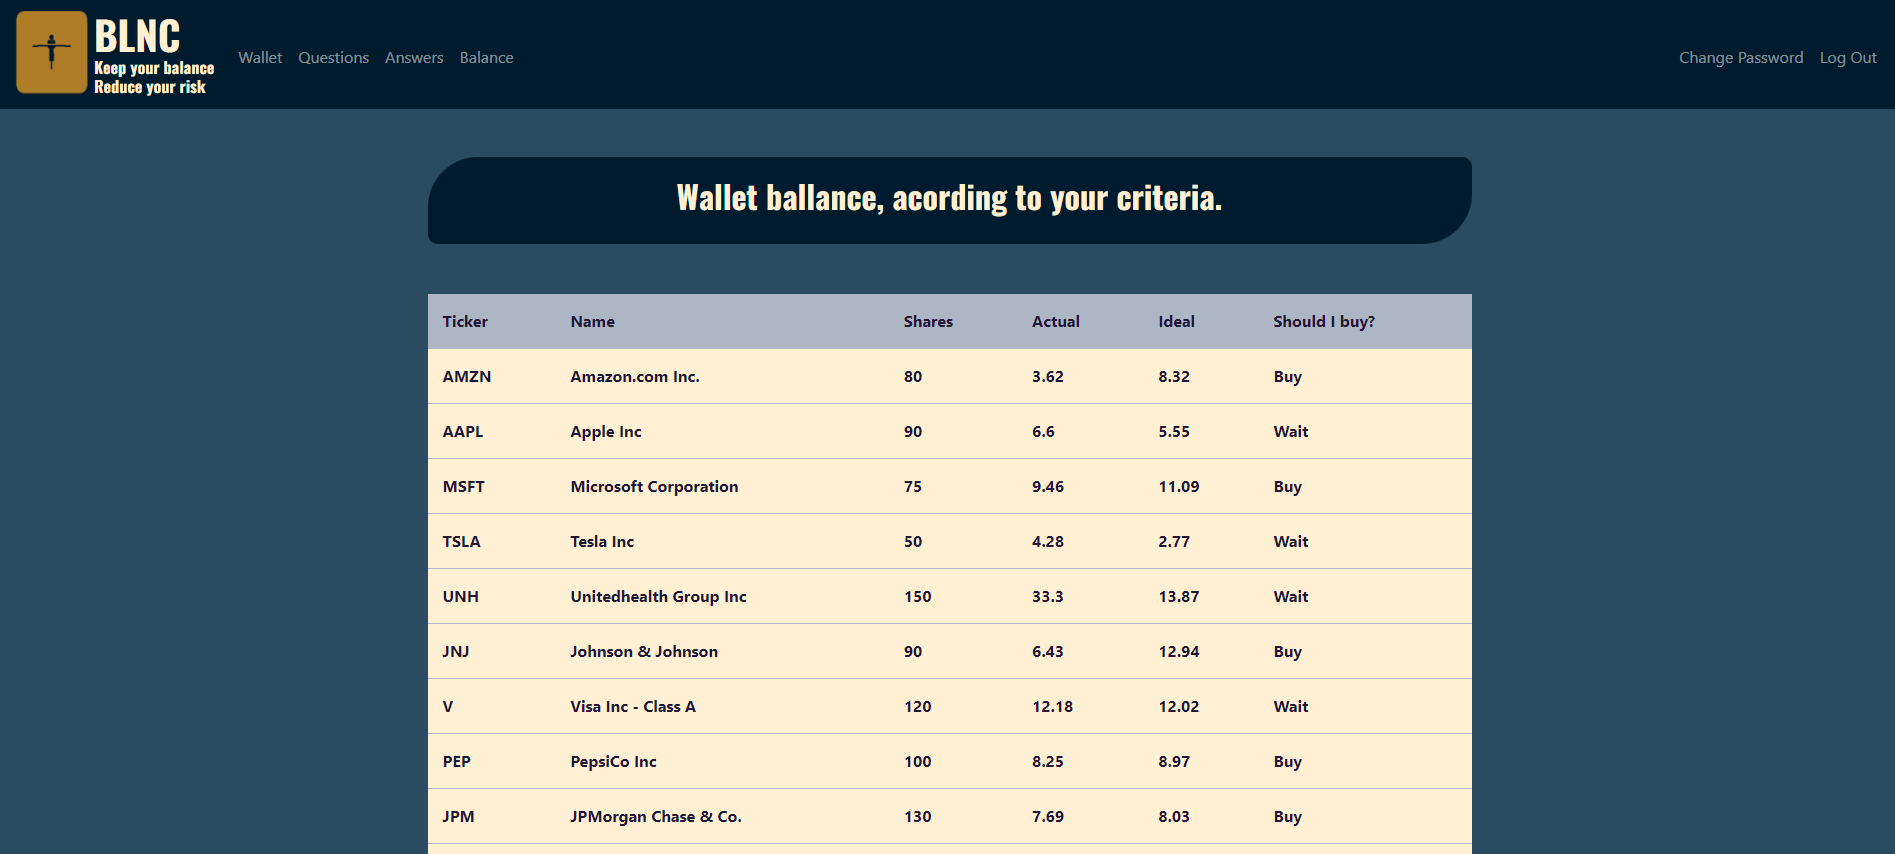 BLNC
Keep your balance
Reduce your risk
Wallet Questions Answers Balance Change Password Log Out
Wallet ballance, acording to your criteria.
Ticker Name Shares Actual Ideal Should I buy?
AMZN Amazon.com Inc. 80 3.62 8.32 Buy
AAPL Apple Inc 90 6.6 5.55 Wait
MSFT Microsoft Corporation 75 9.46 11.09 Buy
TSLA Tesla Inc 50 4.28 2.77 Wait
UNH Unitedhealth Group Inc 150 33.3 13.87 Wait
JNJ Johnson & Johnson 90 6.43 12.94 Buy
V Visa Inc - Class A 120 12.18 12.02 Wait
PEP PepsiCo Inc 100 8.25 8.97 Buy
JPM JPMorgan Chase & Co. 130 7.69 8.03 Buy